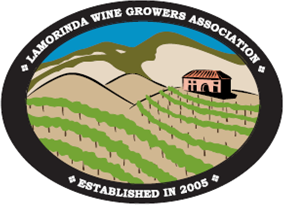 LAMORINDA WINE GROWERS ASSOCIATION
ESTABLISHED IN 2005